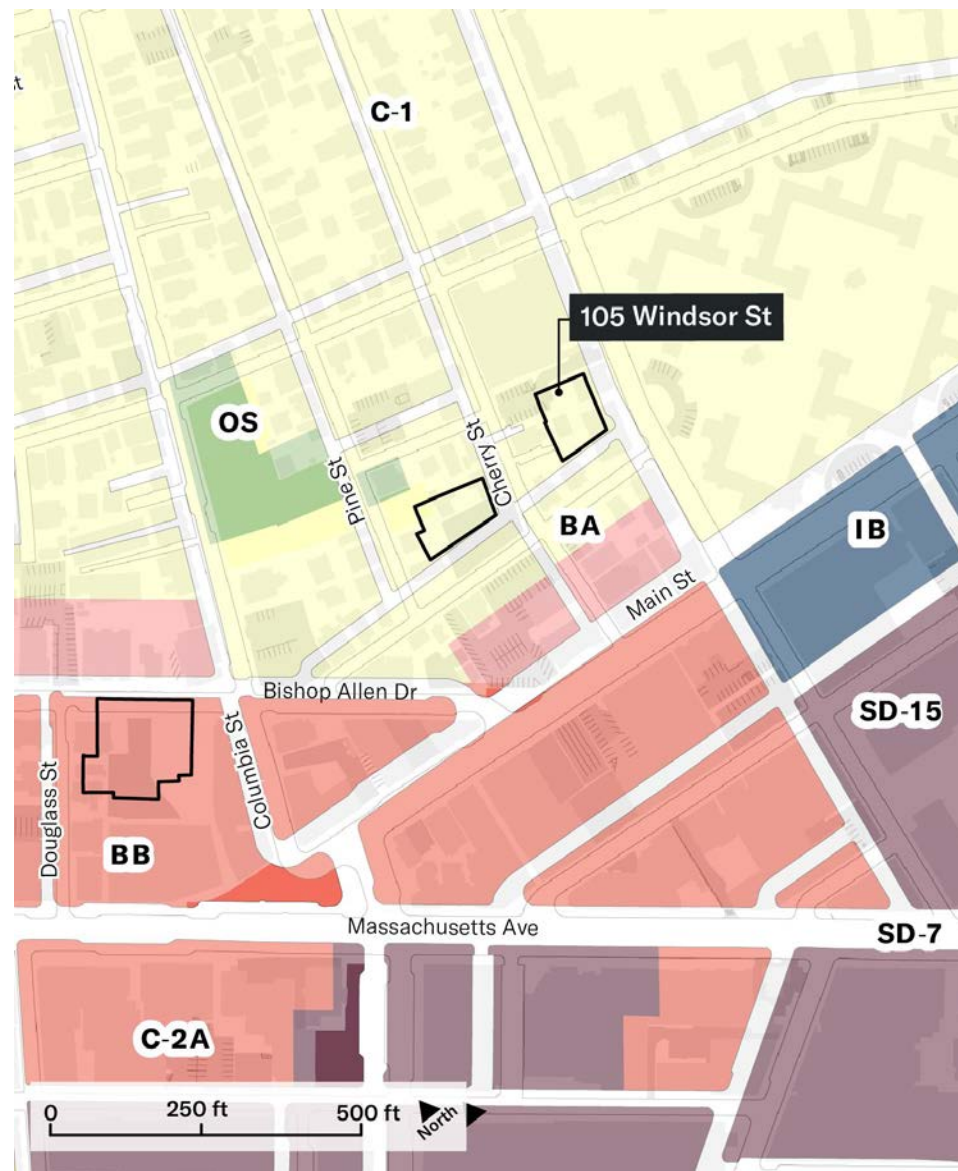 t
C-1
105 Windsor St
OS
Pine St
Cherry St
BA
IB
Main St
Bishop Allen Dr
SD-15
Columbia St
Douglass St
BB
Massachusetts Ave
SD-7
C-2A
0 250 ft 500 ft
North